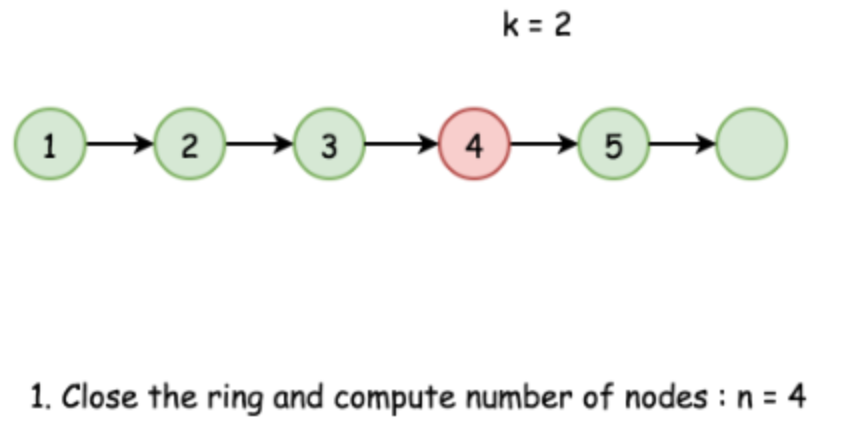 k = 2
1 2 3 4 5
1. Close the ring and compute number of nodes : n = 4